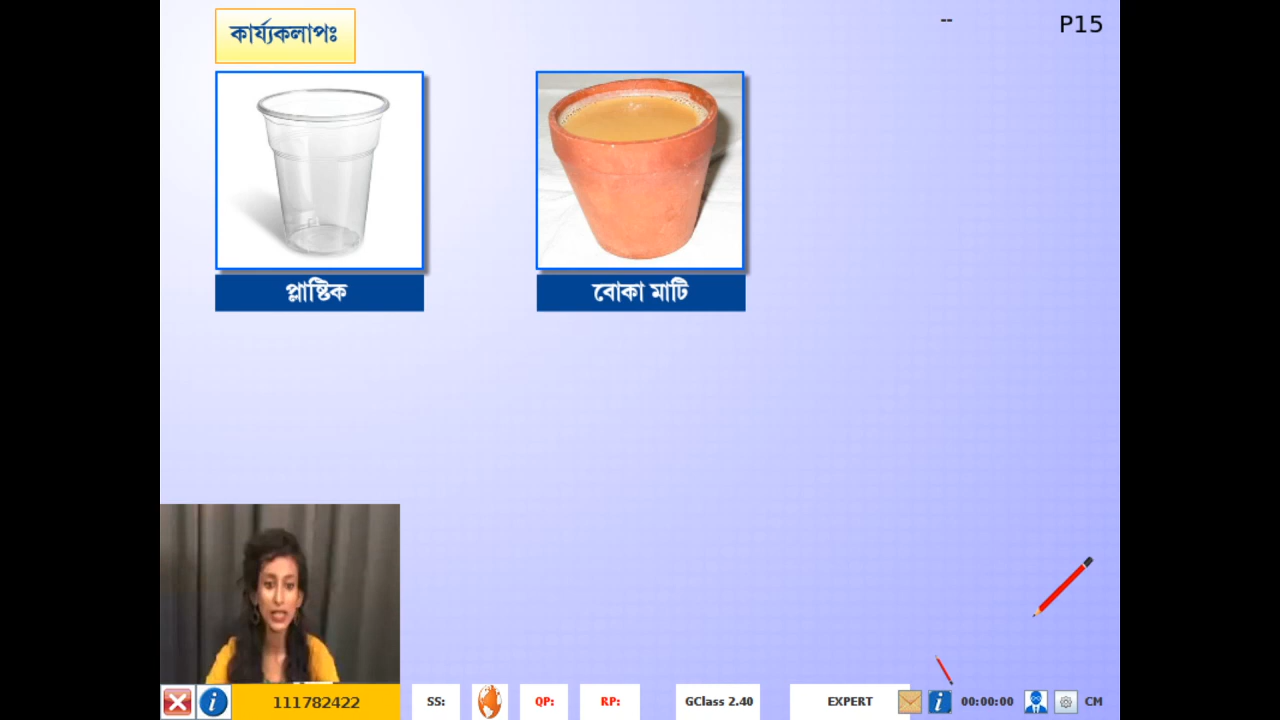 কাৰ্য্যকলাপঃ
--
P15
প্লাষ্টিক
বোকা মাটি
111782422
SS:
QP:
RP:
GClass 2.40
EXPERT
00:00:00
CM